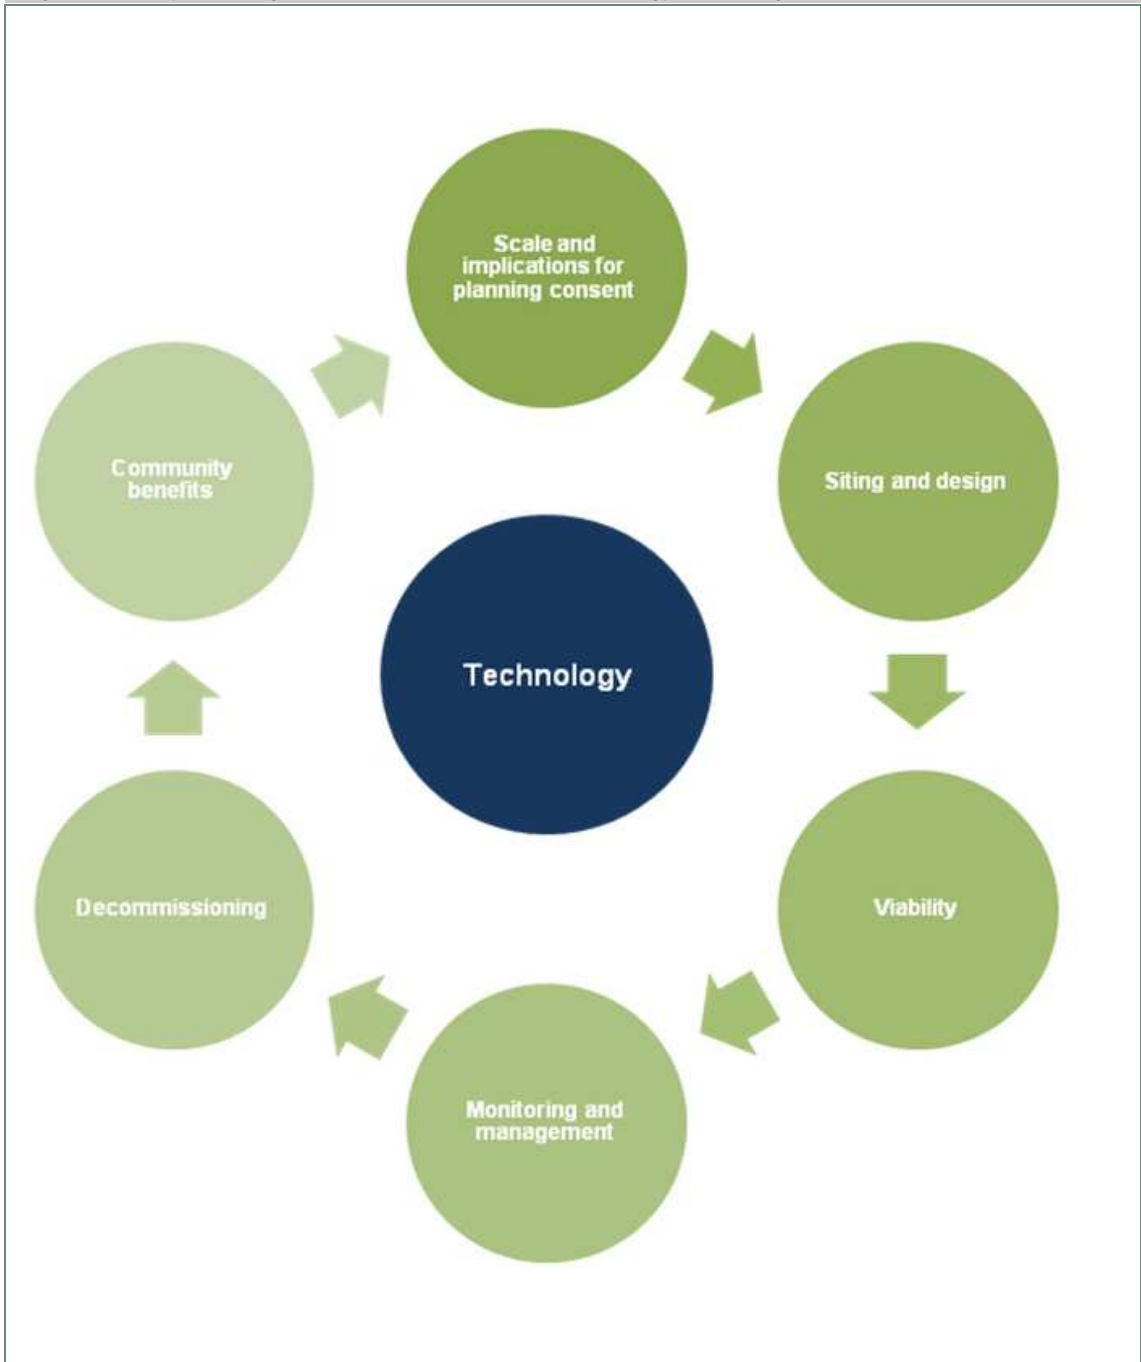 Scale and
implications for
planning consent
Siting and design
Viability
Monitoring and
management
Decommissioning
Community
benefits
Technology